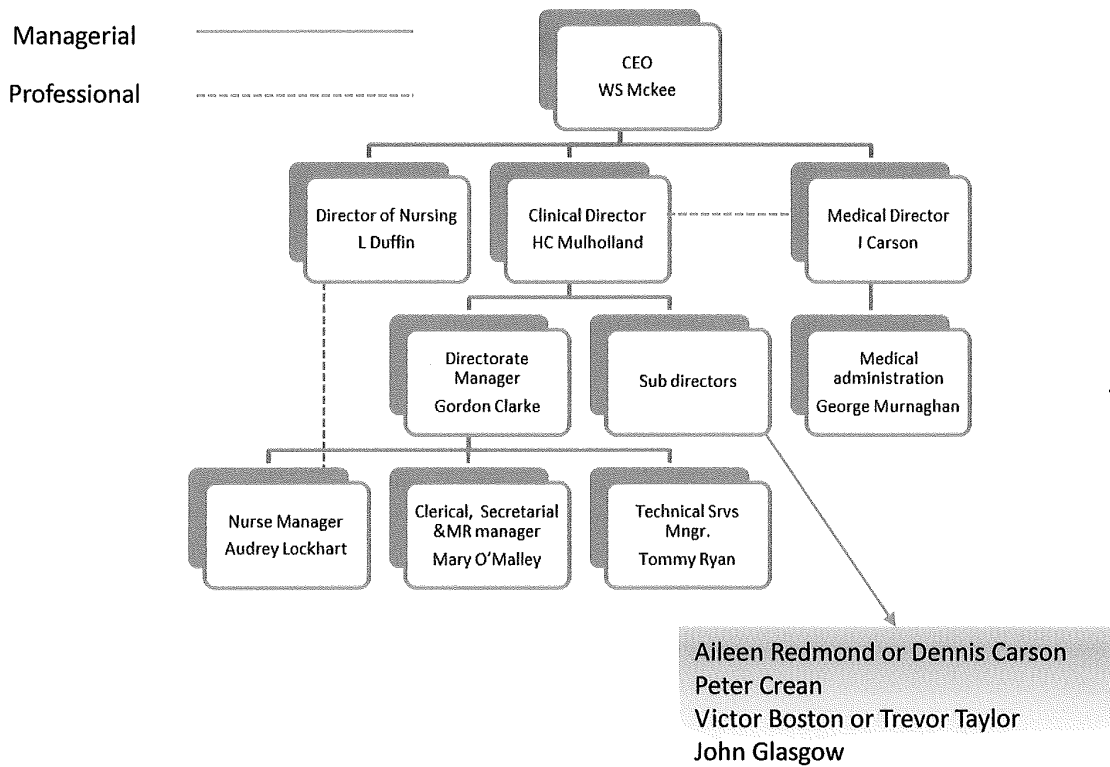 Managerial
Professional
CEO
WS Mckee
Director of Nursing
L Duffin
Clinical Director
HC Mulholland
Medical Director
I Carson
Directorate
Manager
Gordon Clarke
Sub directors
Medical
administration
George Murnaghan
Nurse Manager
Audrey Lockhart
Clerical, Secretarial
&MR manager
Mary O'Malley
Technical Srvs
Mngr.
Tommy Ryan
Aileen Redmond or Dennis Carson
Peter Crean
Victor Boston or Trevor Taylor
John Glasgow